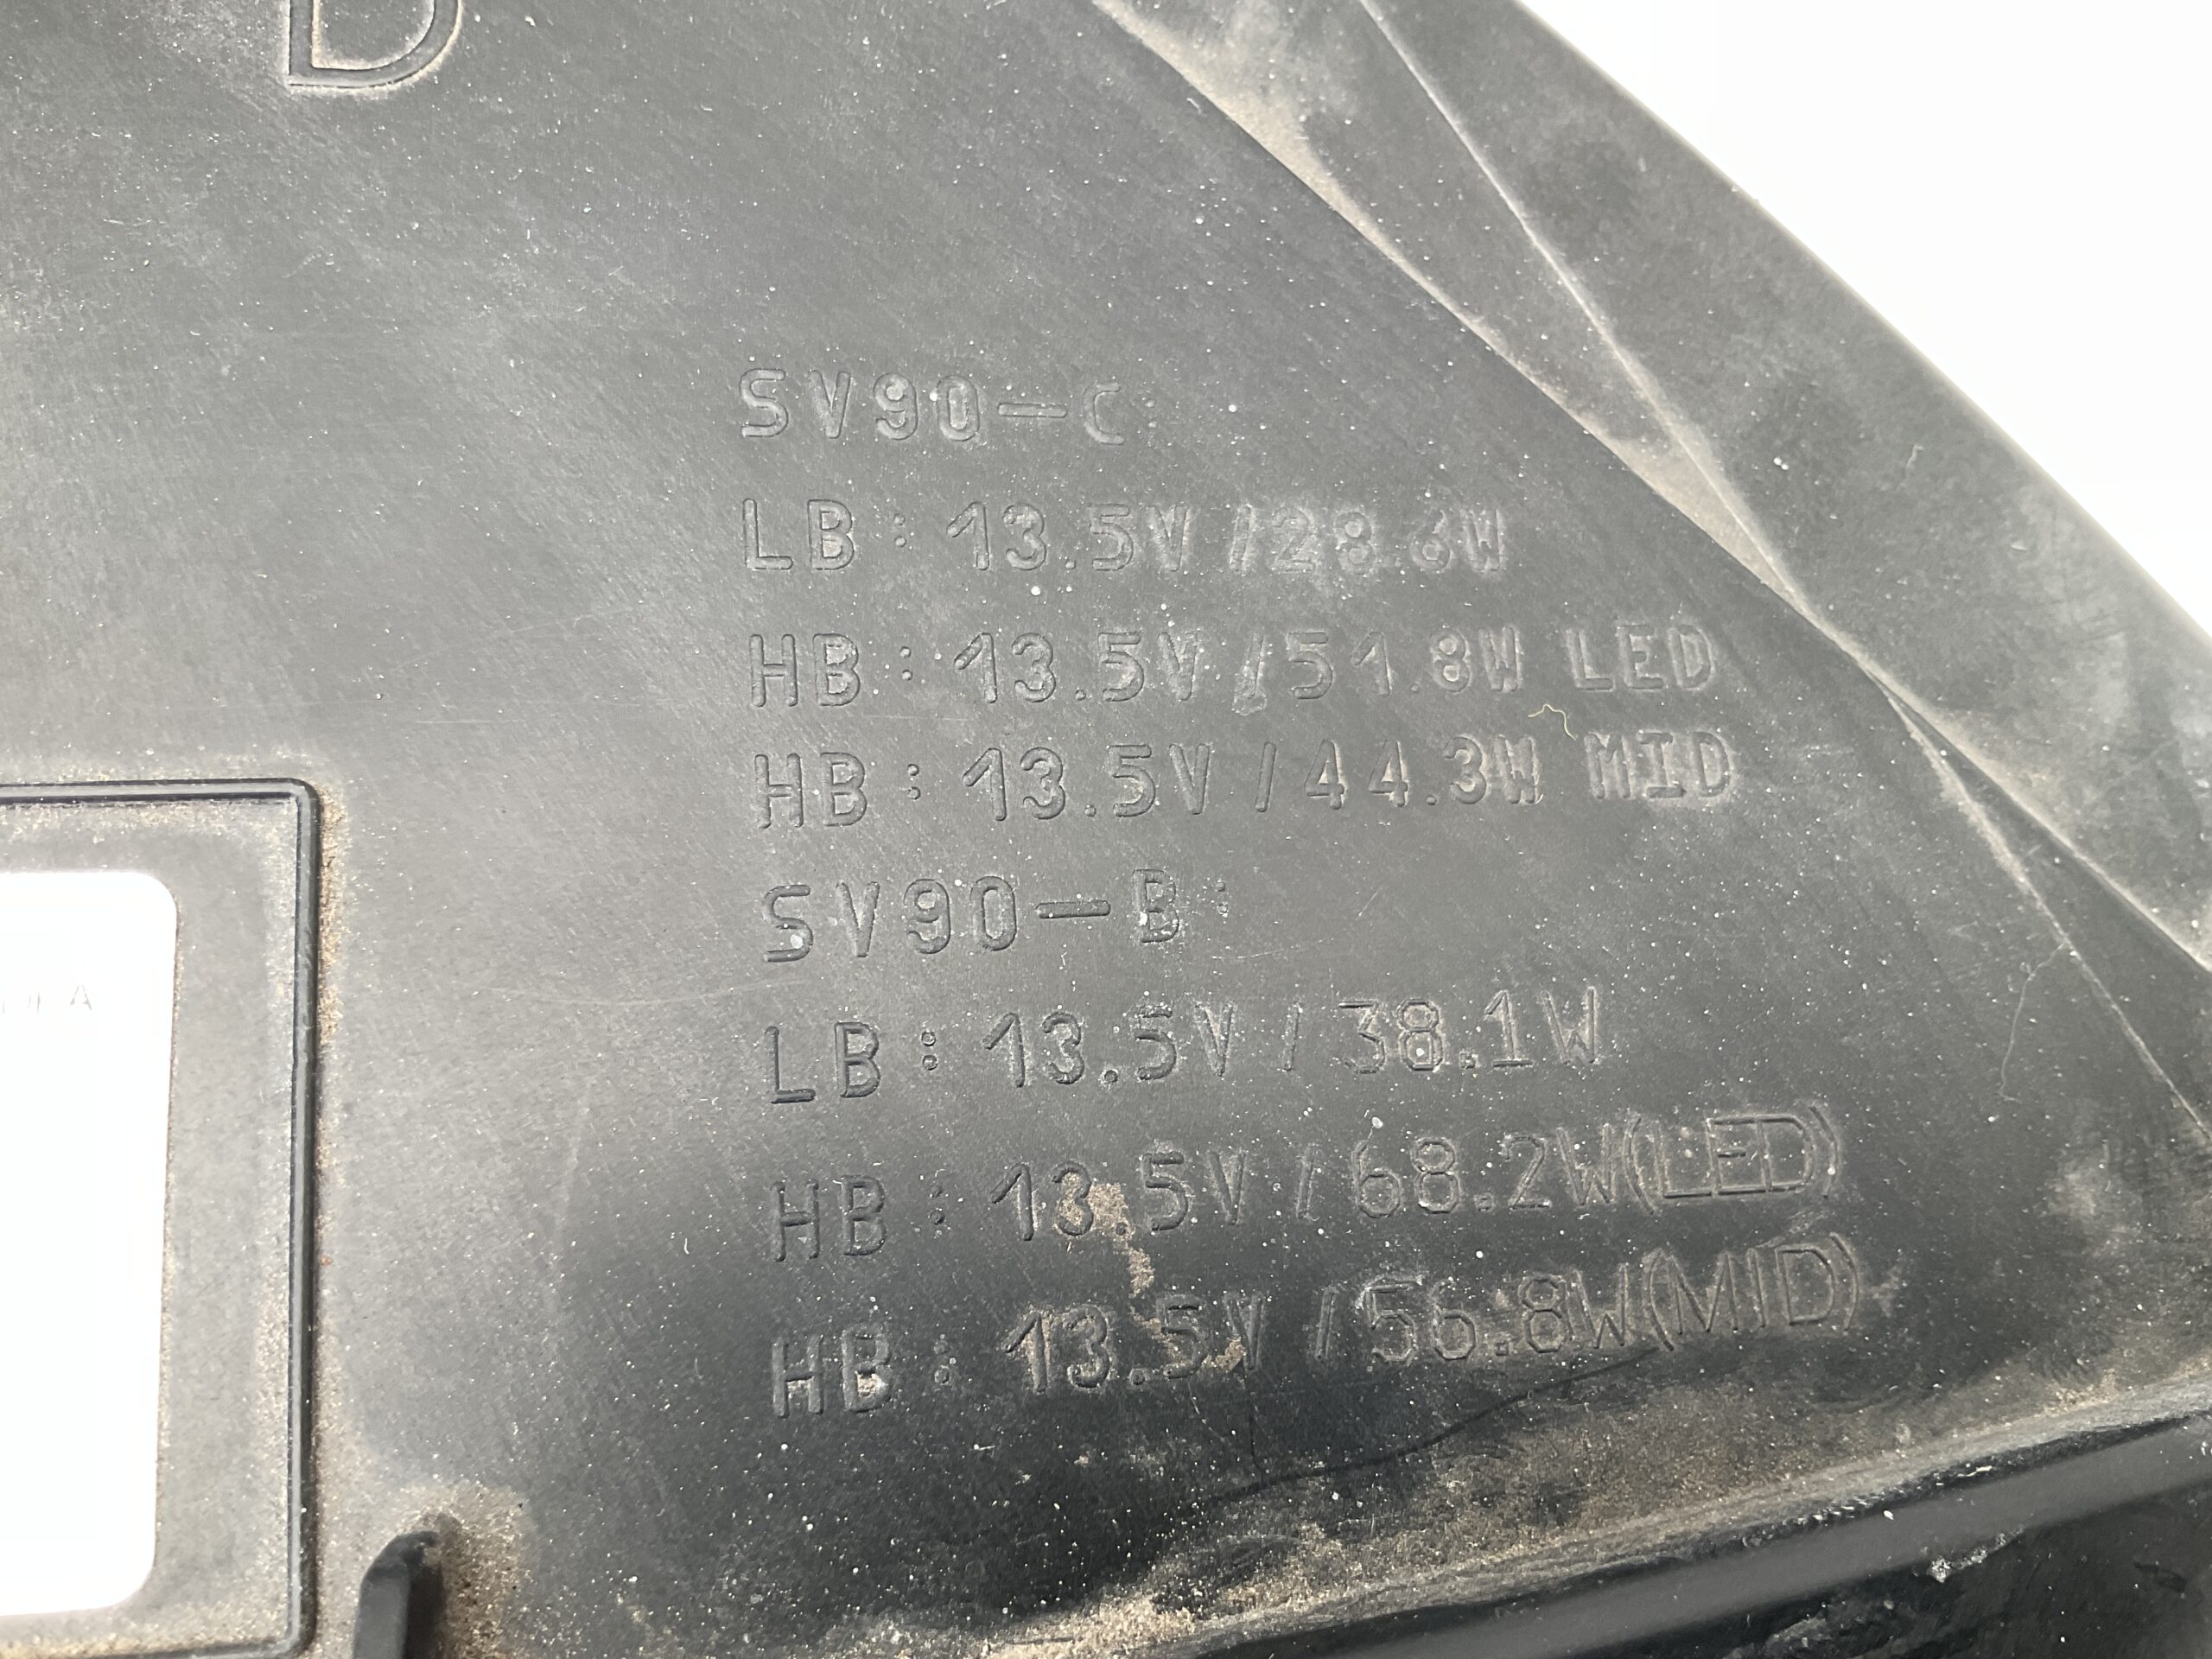 D
SV90-C:
LB: 13.5V /28.6W
HB: 13.5V /51.8W LED
HB: 13.5V /44.3W MID
SV90-B:
LB: 13.5V / 38.1W
HB: 13.5V / 68.2W(LED)
HB: 13.5V / 56.8W(MID)